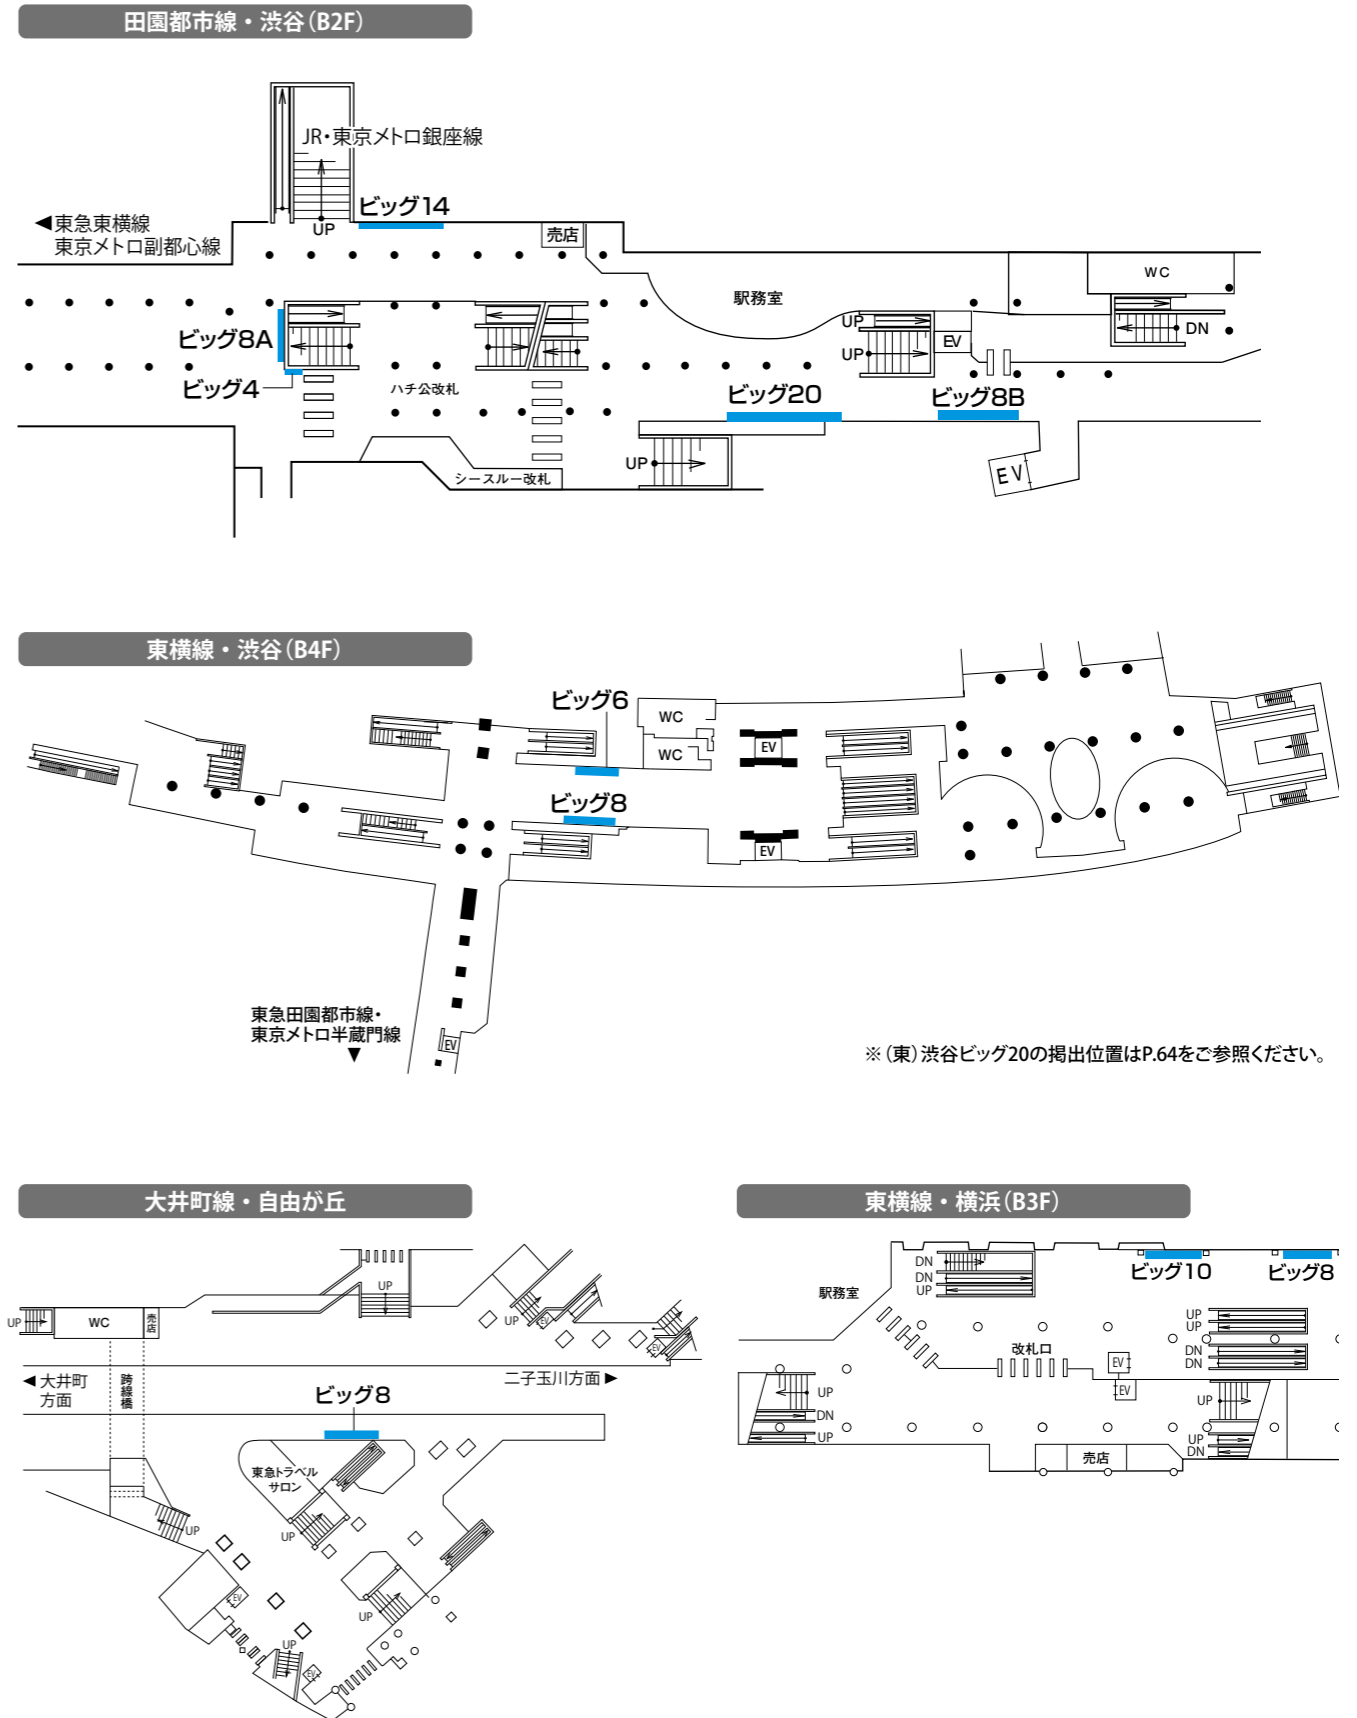 田園都市線・渋谷(B2F)
JR・東京メトロ銀座線
UP
ビッグ14
売店
◀東急東横線
東京メトロ副都心線
WC
駅務室
ビッグ8A
UP
UP
EV
DN
ビッグ4
ハチ公改札
ビッグ20
ビッグ8B
UP
シースルー改札
EV
東横線・渋谷(B4F)
ビッグ6
WC
WC
EV
ビッグ8
EV
東急田園都市線・
東京メトロ半蔵門線
▼
EV
※(東)渋谷ビッグ20の掲出位置はP.64をご参照ください。
大井町線・自由が丘
UP
UP
WC
売店
UP
EV
EV
◀大井町
方面
跨線橋
二子玉川方面▶
ビッグ8
東急トラベル
サロン
UP
UP
EV
UP
UP
EV
東横線・横浜(B3F)
DN
DN
UP
ビッグ10
ビッグ8
駅務室
UP
UP
改札口
DN
DN
EV
EV
UP
DN
UP
UP
UP
DN
売店